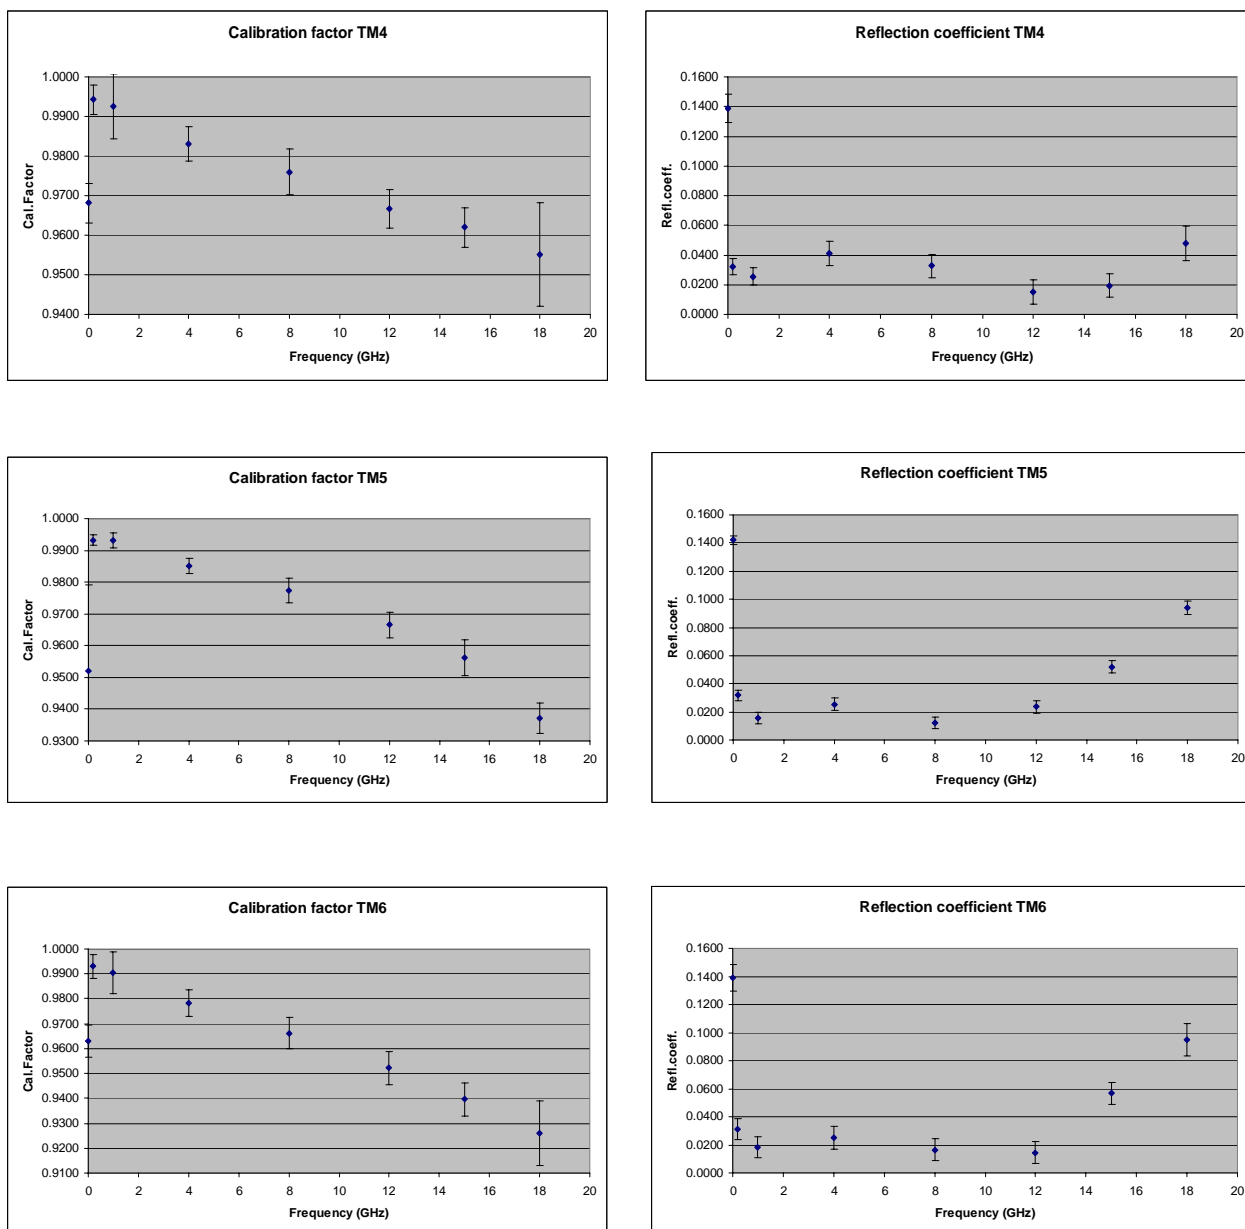 Calibration factor TM4
1.0000
0.9900
0.9800
0.9700
0.9600
0.9500
0.9400
Cal.Factor
0 2 4 6 8 10 12 14 16 18 20
Frequency (GHz)
Reflection coefficient TM4
0.1600
0.1400
0.1200
0.1000
0.0800
0.0600
0.0400
0.0200
0.0000
Refl.coeff.
0 2 4 6 8 10 12 14 16 18 20
Frequency (GHz)
Calibration factor TM5
1.0000
0.9900
0.9800
0.9700
0.9600
0.9500
0.9400
0.9300
Cal.Factor
0 2 4 6 8 10 12 14 16 18 20
Frequency (GHz)
Reflection coefficient TM5
0.1600
0.1400
0.1200
0.1000
0.0800
0.0600
0.0400
0.0200
0.0000
Refl.coeff.
0 2 4 6 8 10 12 14 16 18 20
Frequency (GHz)
Calibration factor TM6
1.0000
0.9900
0.9800
0.9700
0.9600
0.9500
0.9400
0.9300
0.9200
0.9100
Cal.Factor
0 2 4 6 8 10 12 14 16 18 20
Frequency (GHz)
Reflection coefficient TM6
0.1600
0.1400
0.1200
0.1000
0.0800
0.0600
0.0400
0.0200
0.0000
Refl.coeff.
0 2 4 6 8 10 12 14 16 18 20
Frequency (GHz)